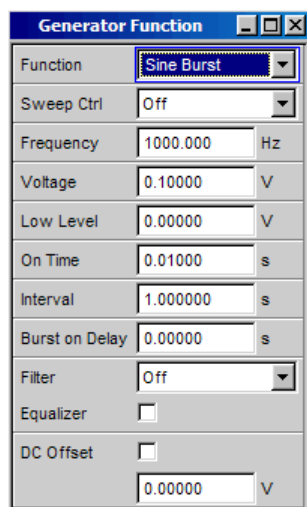 Generator Function
Function Sine Burst
Sweep Ctrl Off
Frequency 1000.000 Hz
Voltage 0.10000 V
Low Level 0.00000 V
On Time 0.01000 s
Interval 1.000000 s
Burst on Delay 0.00000 s
Filter Off
Equalizer
DC Offset
0.00000 V